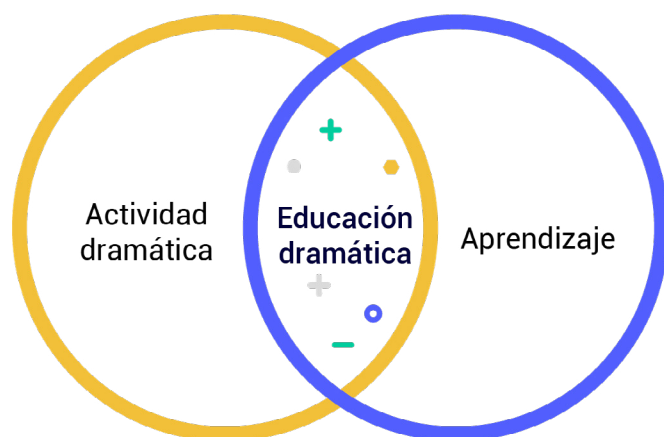 Actividad
dramática
Educación
dramática
Aprendizaje